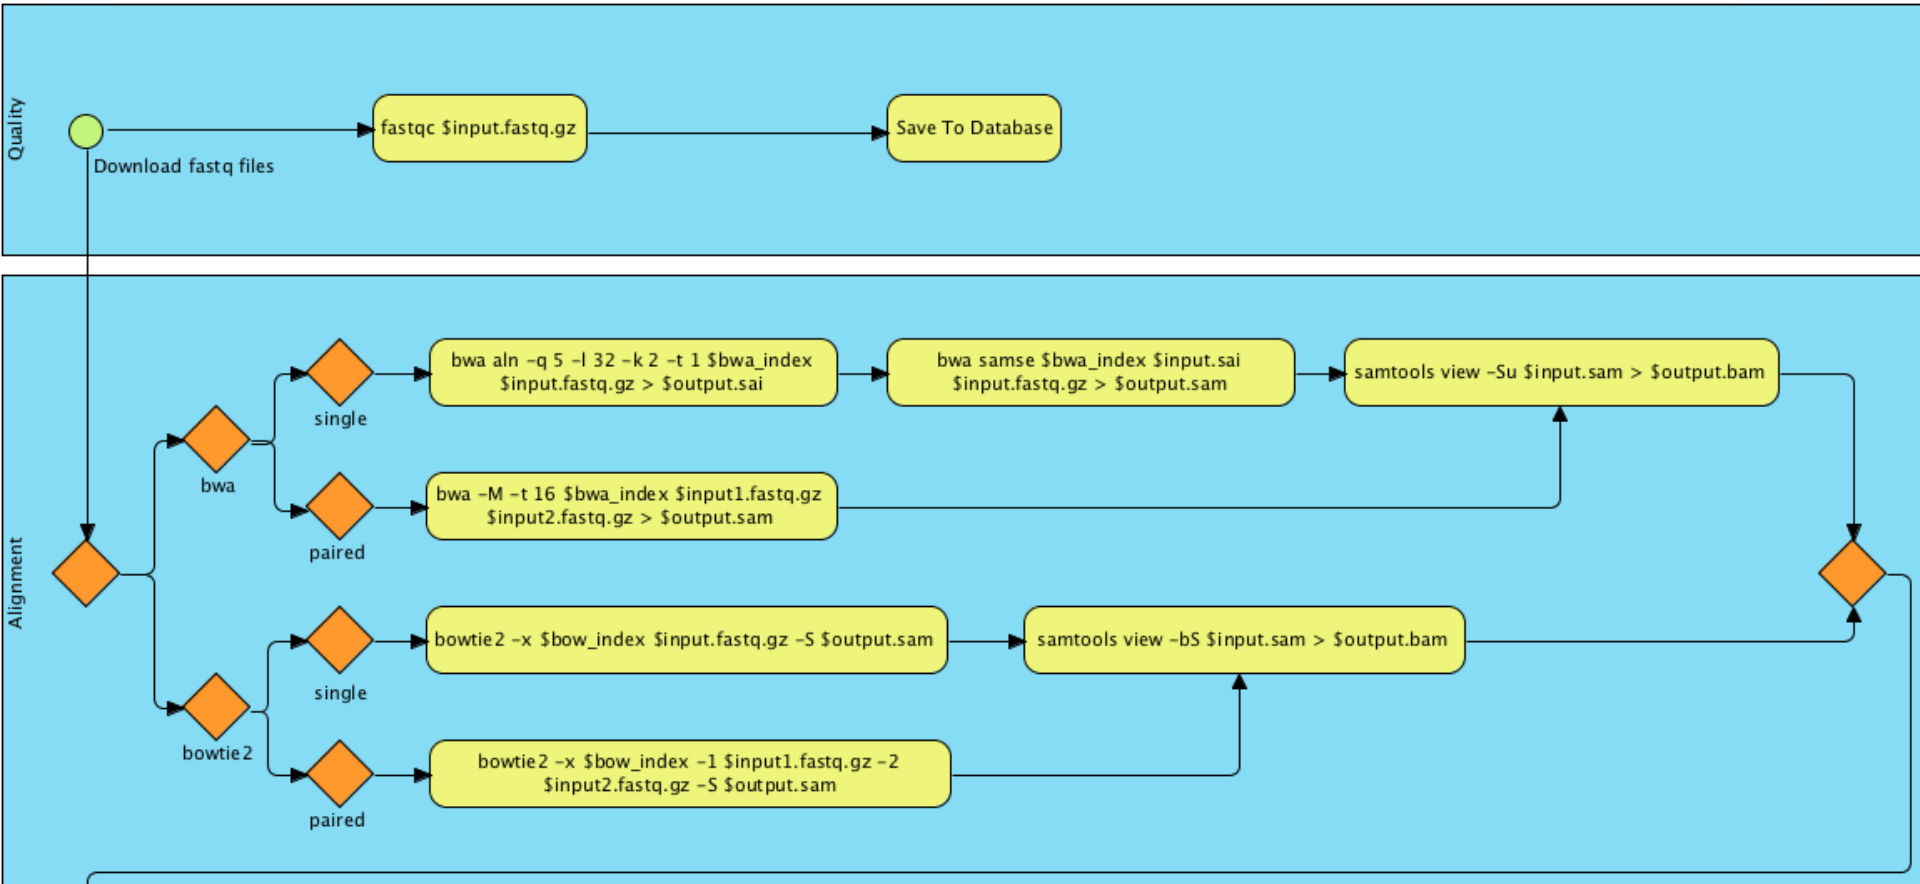 Quality
Download fastq files
fastqc $input.fastq.gz
Save To Database
Alignment
bwa
single
bwa aln -q 5 -l 32 -k 2 -t 1 $bwa_index
$input.fastq.gz > $output.sai
bwa samse $bwa_index $input.sai
$input.fastq.gz > $output.sam
samtools view -Su $input.sam > $output.bam
paired
bwa -M -t 16 $bwa_index $input1.fastq.gz
$input2.fastq.gz > $output.sam
bowtie2
single
bowtie2 -x $bow_index $input.fastq.gz -S $output.sam
samtools view -bS $input.sam > $output.bam
paired
bowtie2 -x $bow_index -1 $input1.fastq.gz -2
$input2.fastq.gz -S $output.sam